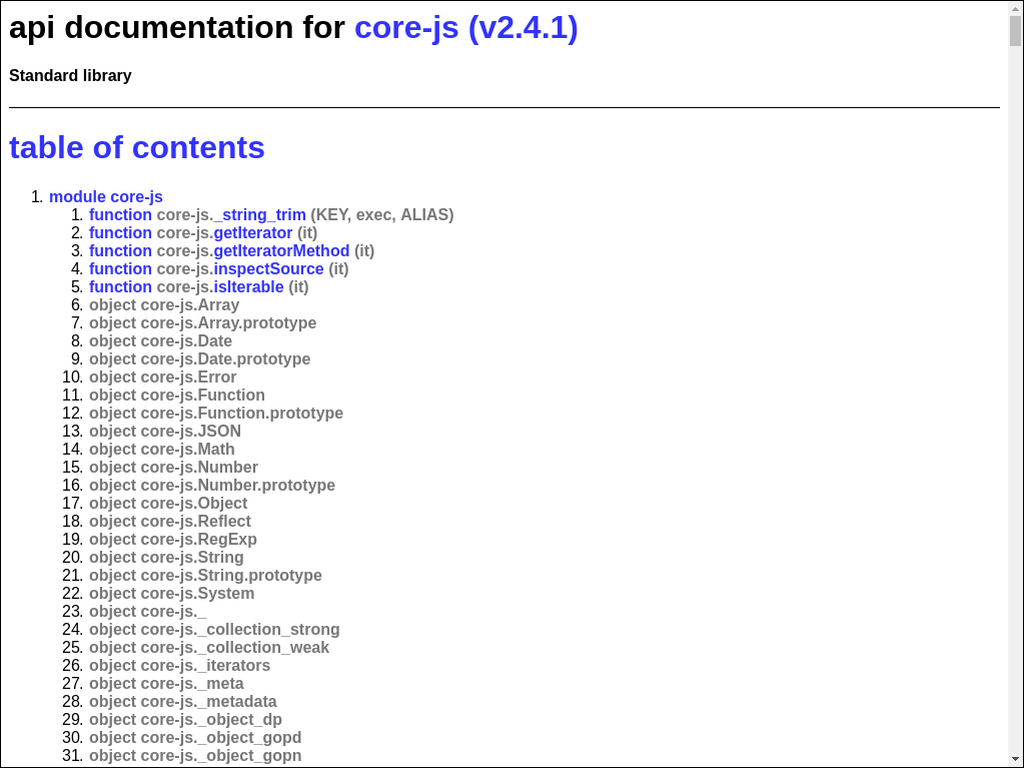 api documentation for core-js (v2.4.1)
Standard library
table of contents
1. module core-js
1. function core-js._string_trim (KEY, exec, ALIAS)
2. function core-js.getIterator (it)
3. function core-js.getIteratorMethod (it)
4. function core-js.inspectSource (it)
5. function core-js.isIterable (it)
6. object core-js.Array
7. object core-js.Array.prototype
8. object core-js.Date
9. object core-js.Date.prototype
10. object core-js.Error
11. object core-js.Function
12. object core-js.Function.prototype
13. object core-js.JSON
14. object core-js.Math
15. object core-js.Number
16. object core-js.Number.prototype
17. object core-js.Object
18. object core-js.Reflect
19. object core-js.RegExp
20. object core-js.String
21. object core-js.String.prototype
22. object core-js.System
23. object core-js._
24. object core-js._collection_strong
25. object core-js._collection_weak
26. object core-js._iterators
27. object core-js._meta
28. object core-js._metadata
29. object core-js._object_dp
30. object core-js._object_gopd
31. object core-js._object_gopn